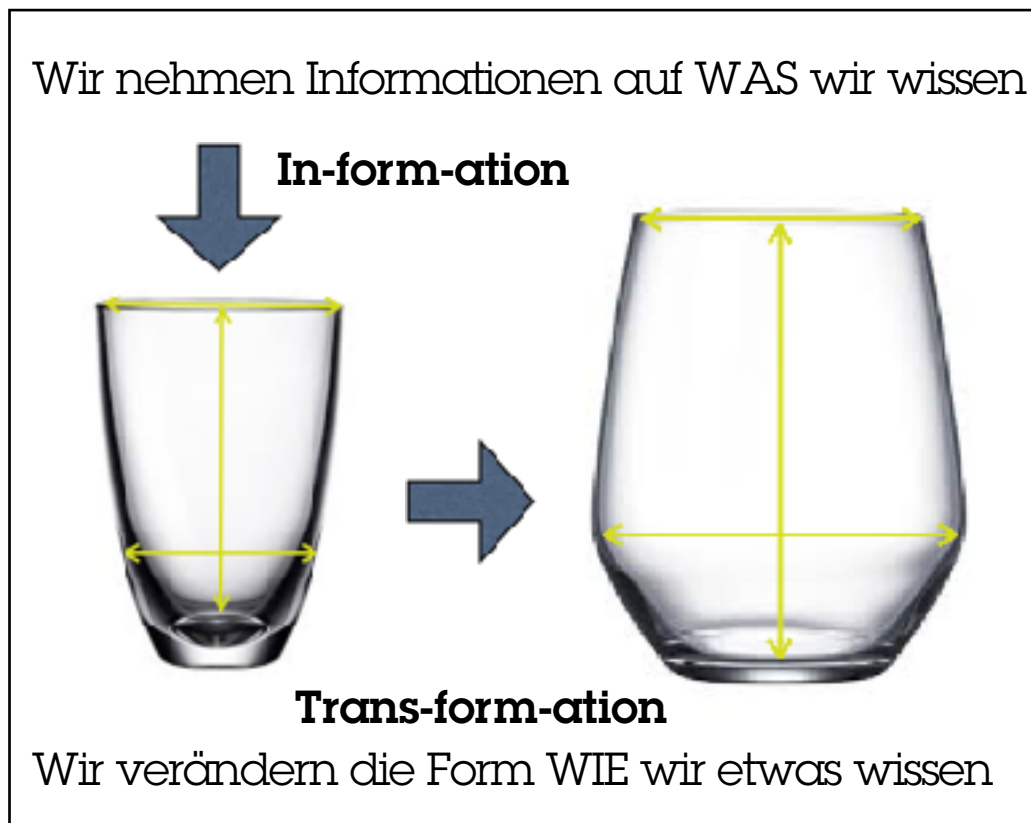 Wir nehmen Informationen auf WAS wir wissen
In-form-ation
Trans-form-ation
Wir verändern die Form WIE wir etwas wissen